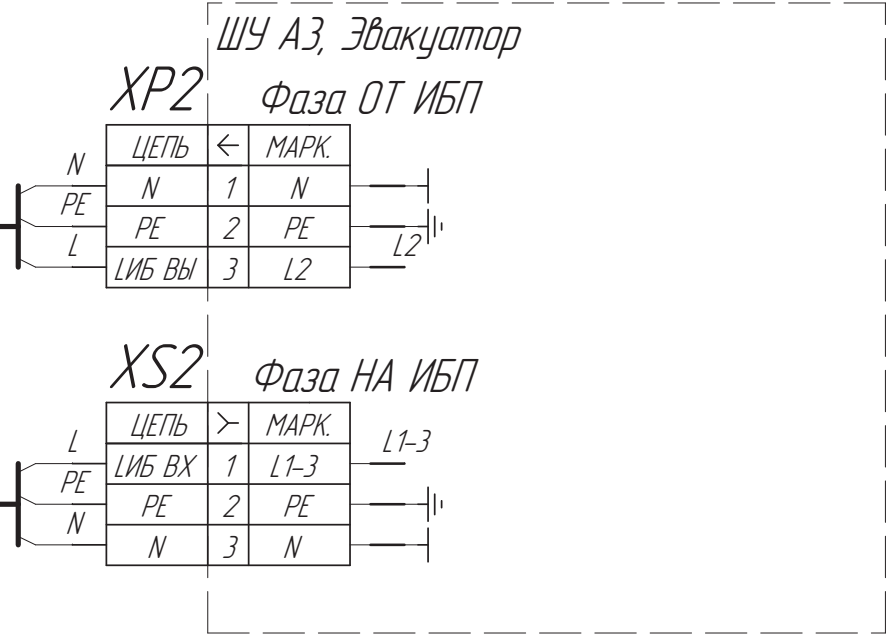 ШУ А3, Эвакуатор
XP2 Фаза ОТ ИБП
ЦЕПЬ МАРК.
N N 1 N
PE PE 2 PE
L LИБ ВЫ 3 L2 L2
XS2 Фаза НА ИБП
ЦЕПЬ МАРК.
L LИБ ВХ 1 L1-3 L1-3
PE PE 2 PE
N N 3 N